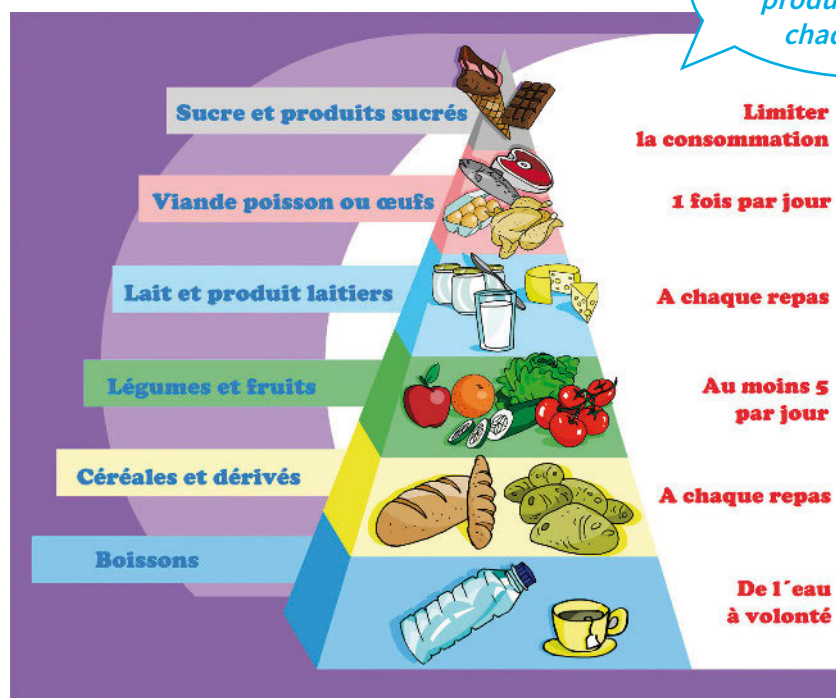 Sucre et produits sucrés
Limiter
la consommation
Viande poisson ou œufs
1 fois par jour
Lait et produit laitiers
A chaque repas
Légumes et fruits
Au moins 5
par jour
Céréales et dérivés
A chaque repas
Boissons
De l´eau
à volonté